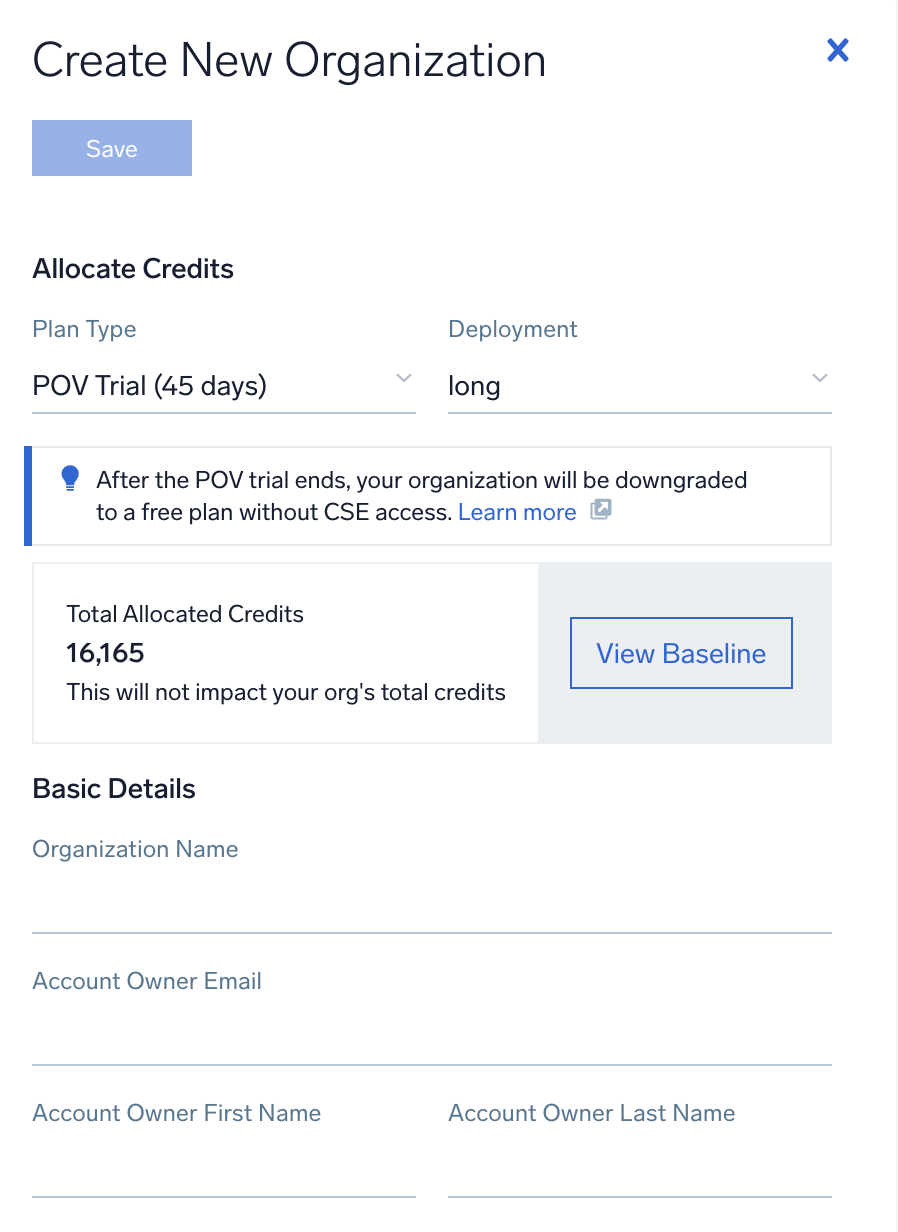 Create New Organization
Save
Allocate Credits
Plan Type
Deployment
POV Trial (45 days)
long
After the POV trial ends, your organization will be downgraded
to a free plan without CSE access. Learn more
Total Allocated Credits
16,165
This will not impact your org's total credits
View Baseline
Basic Details
Organization Name
Account Owner Email
Account Owner First Name
Account Owner Last Name